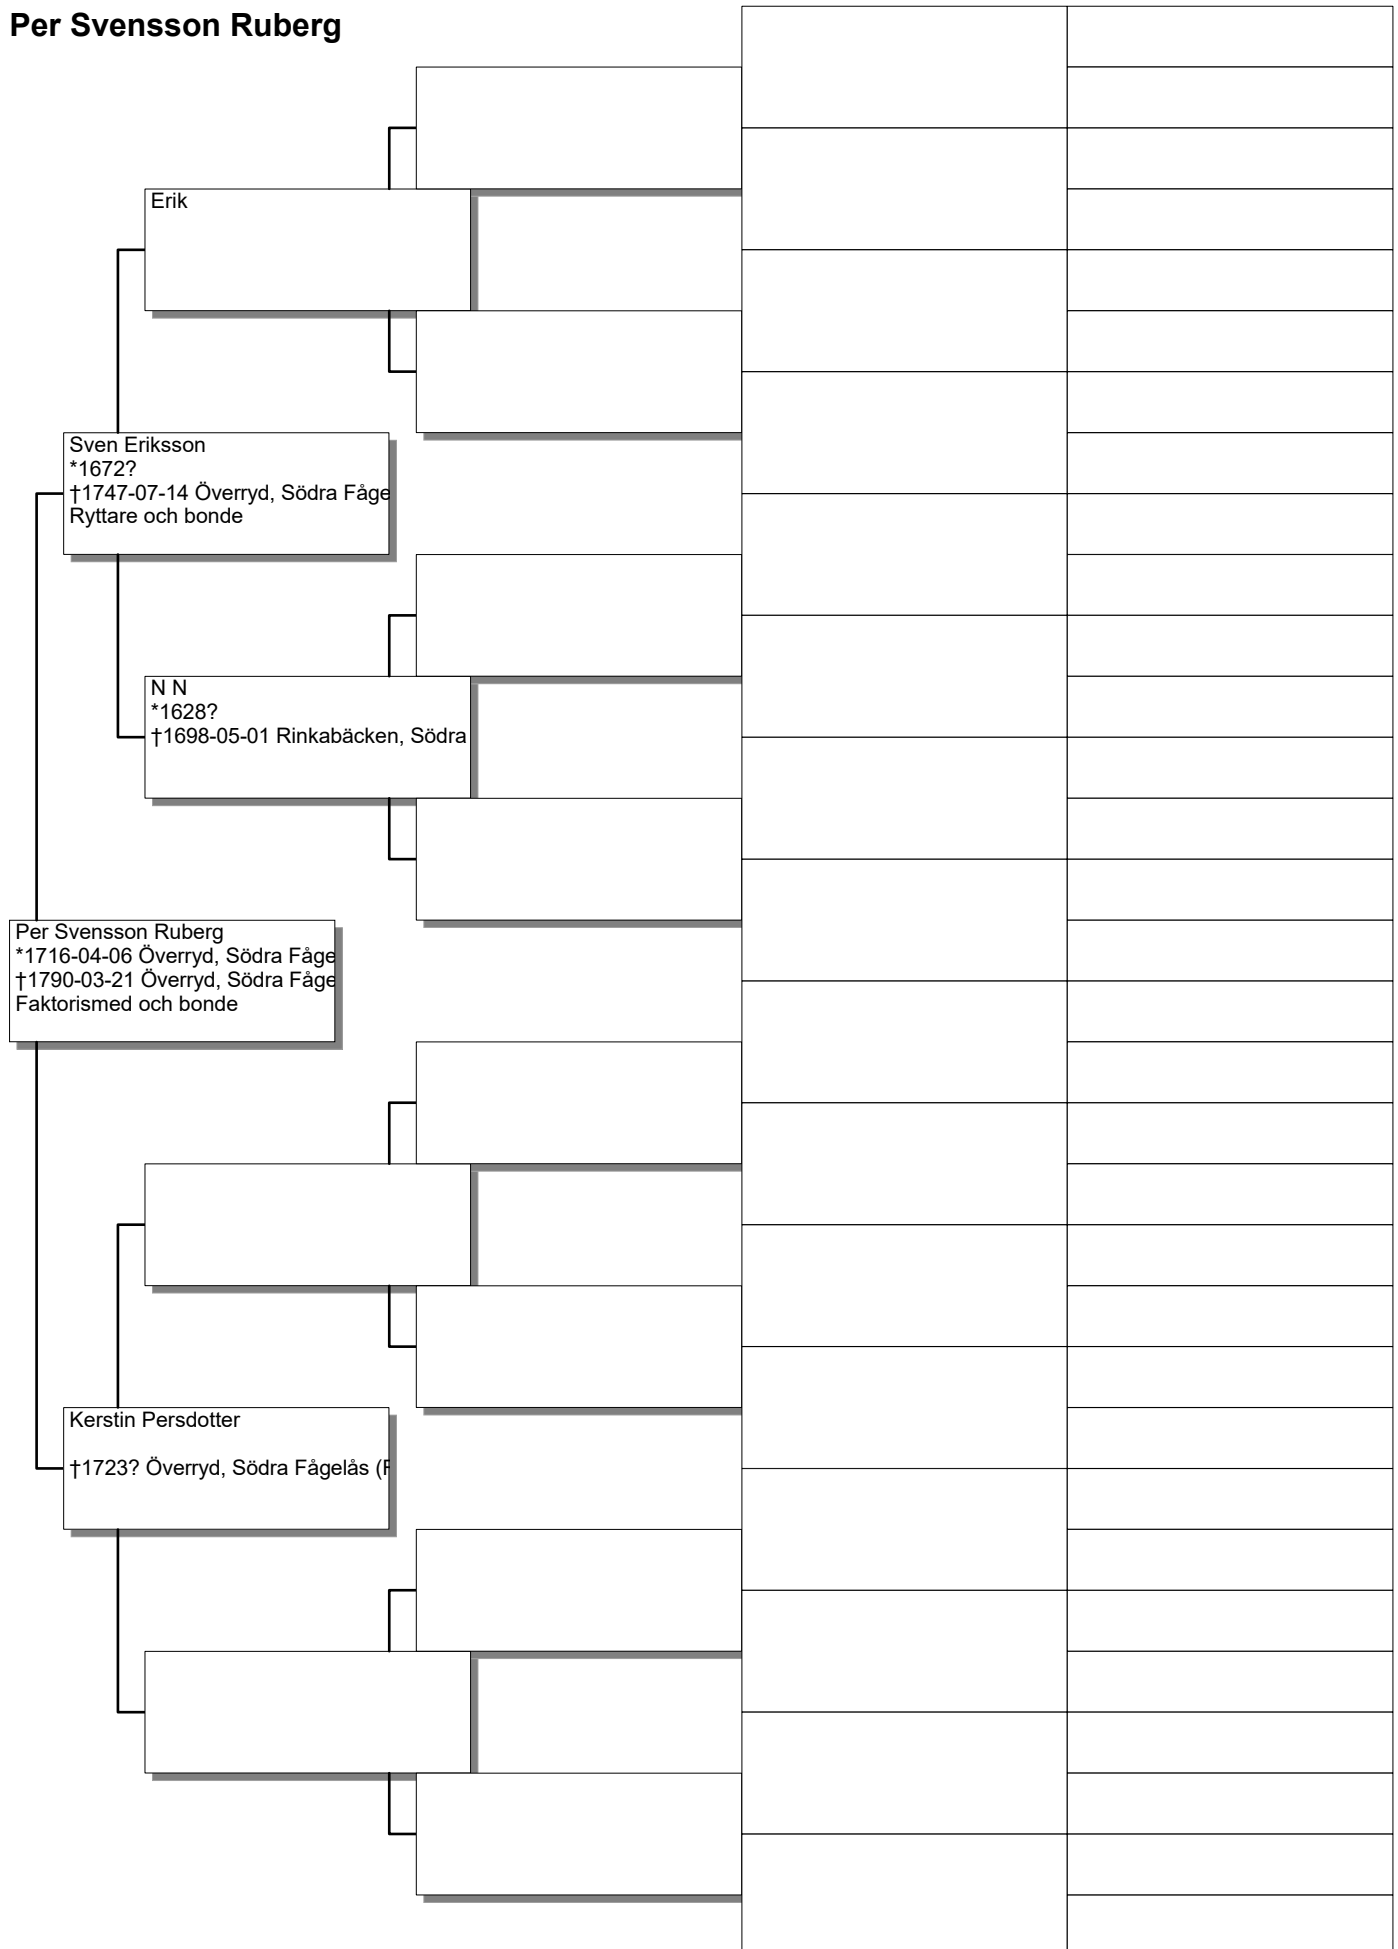 Per Svensson Ruberg
Erik
Sven Eriksson
*1672?
†1747-07-14 Överryd, Södra Fåge
Ryttare och bonde
N N
*1628?
†1698-05-01 Rinkabäcken, Södra
Per Svensson Ruberg
*1716-04-06 Överryd, Södra Fåge
†1790-03-21 Överryd, Södra Fåge
Faktorismed och bonde
Kerstin Persdotter
†1723? Överryd, Södra Fågelås (